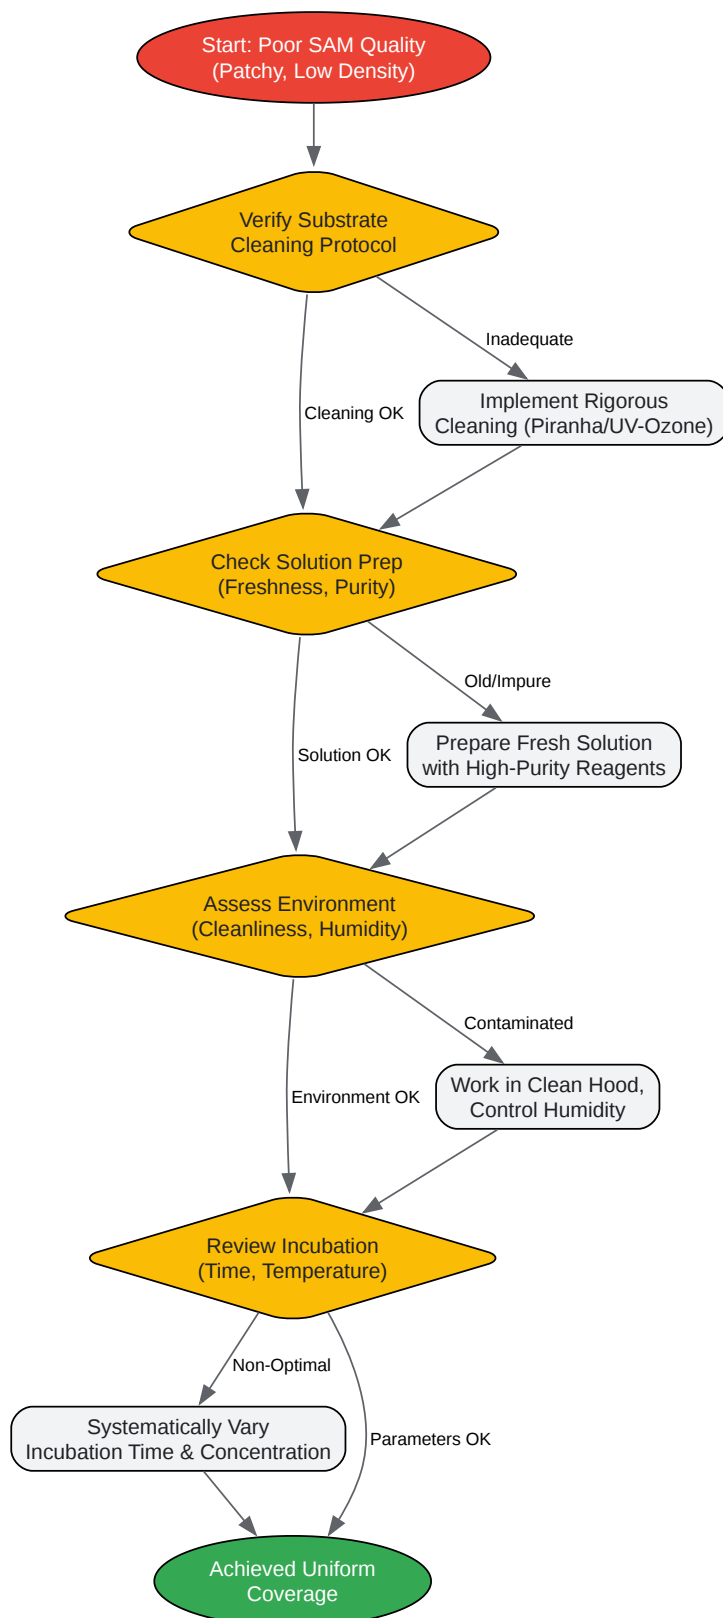 Start: Poor SAM Quality
(Patchy, Low Density)
Verify Substrate
Cleaning Protocol
Inadequate
Implement Rigorous
Cleaning (Piranha/UV-Ozone)
Cleaning OK
Check Solution Prep
(Freshness, Purity)
Old/Impure
Prepare Fresh Solution
with High-Purity Reagents
Solution OK
Assess Environment
(Cleanliness, Humidity)
Contaminated
Work in Clean Hood,
Control Humidity
Environment OK
Review Incubation
(Time, Temperature)
Non-Optimal
Systematically Vary
Incubation Time & Concentration
Parameters OK
Achieved Uniform
Coverage